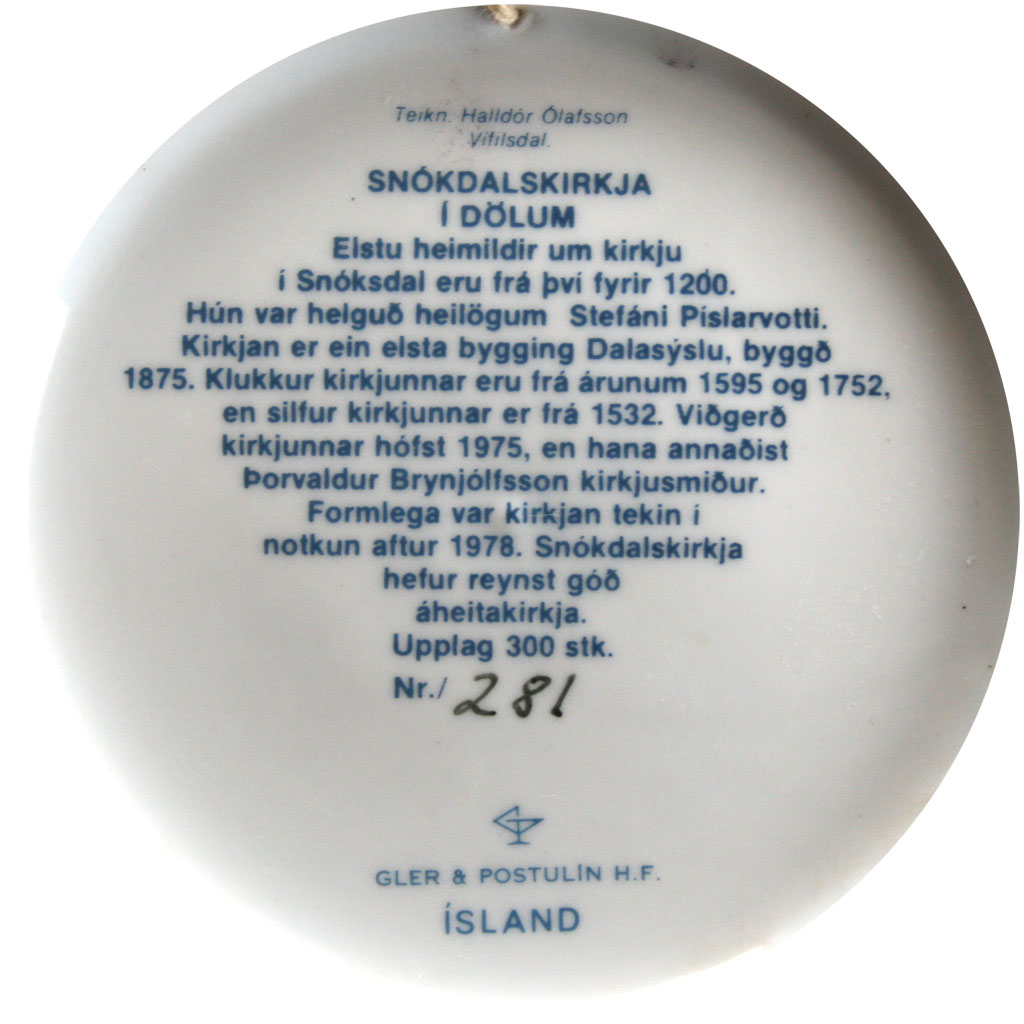 Teikn. Halldór Ólafsson
Vífilsdal.
SNÓKDALSKIRKJA
Í DÖLUM
Elstu heimildir um kirkju
í Snóksdal eru frá því fyrir 1200.
Hún var helguð heilögum Stefáni Píslarvotti.
Kirkjan er ein elsta bygging Dalasýslu, byggð
1875. Klukkur kirkjunnar eru frá árunum 1595 og 1752,
en silfur kirkjunnar er frá 1532. Viðgerð
kirkjunnar hófst 1975, en hana annaðist
Þorvaldur Brynjólfsson kirkjusmiður.
Formlega var kirkjan tekin í
notkun aftur 1978. Snókdalskirkja
hefur reynst góð
áheitakirkja.
Upplag 300 stk.
Nr./ 281
GLER & POSTULÍN H.F.
ÍSLAND